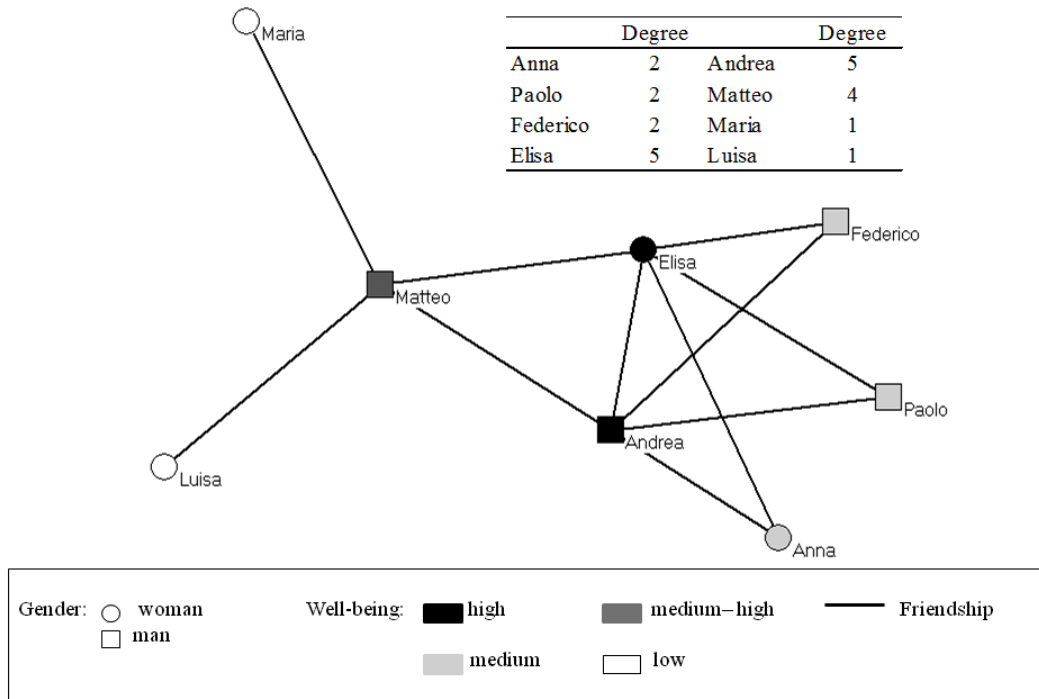 Maria
Degree Degree
Anna 2 Andrea 5
Paolo 2 Matteo 4
Federico 2 Maria 1
Elisa 5 Luisa 1
Federico
Elisa
Matteo
Paolo
Andrea
Luisa
Anna
Gender: woman Well-being: high medium–high Friendship
man
medium low